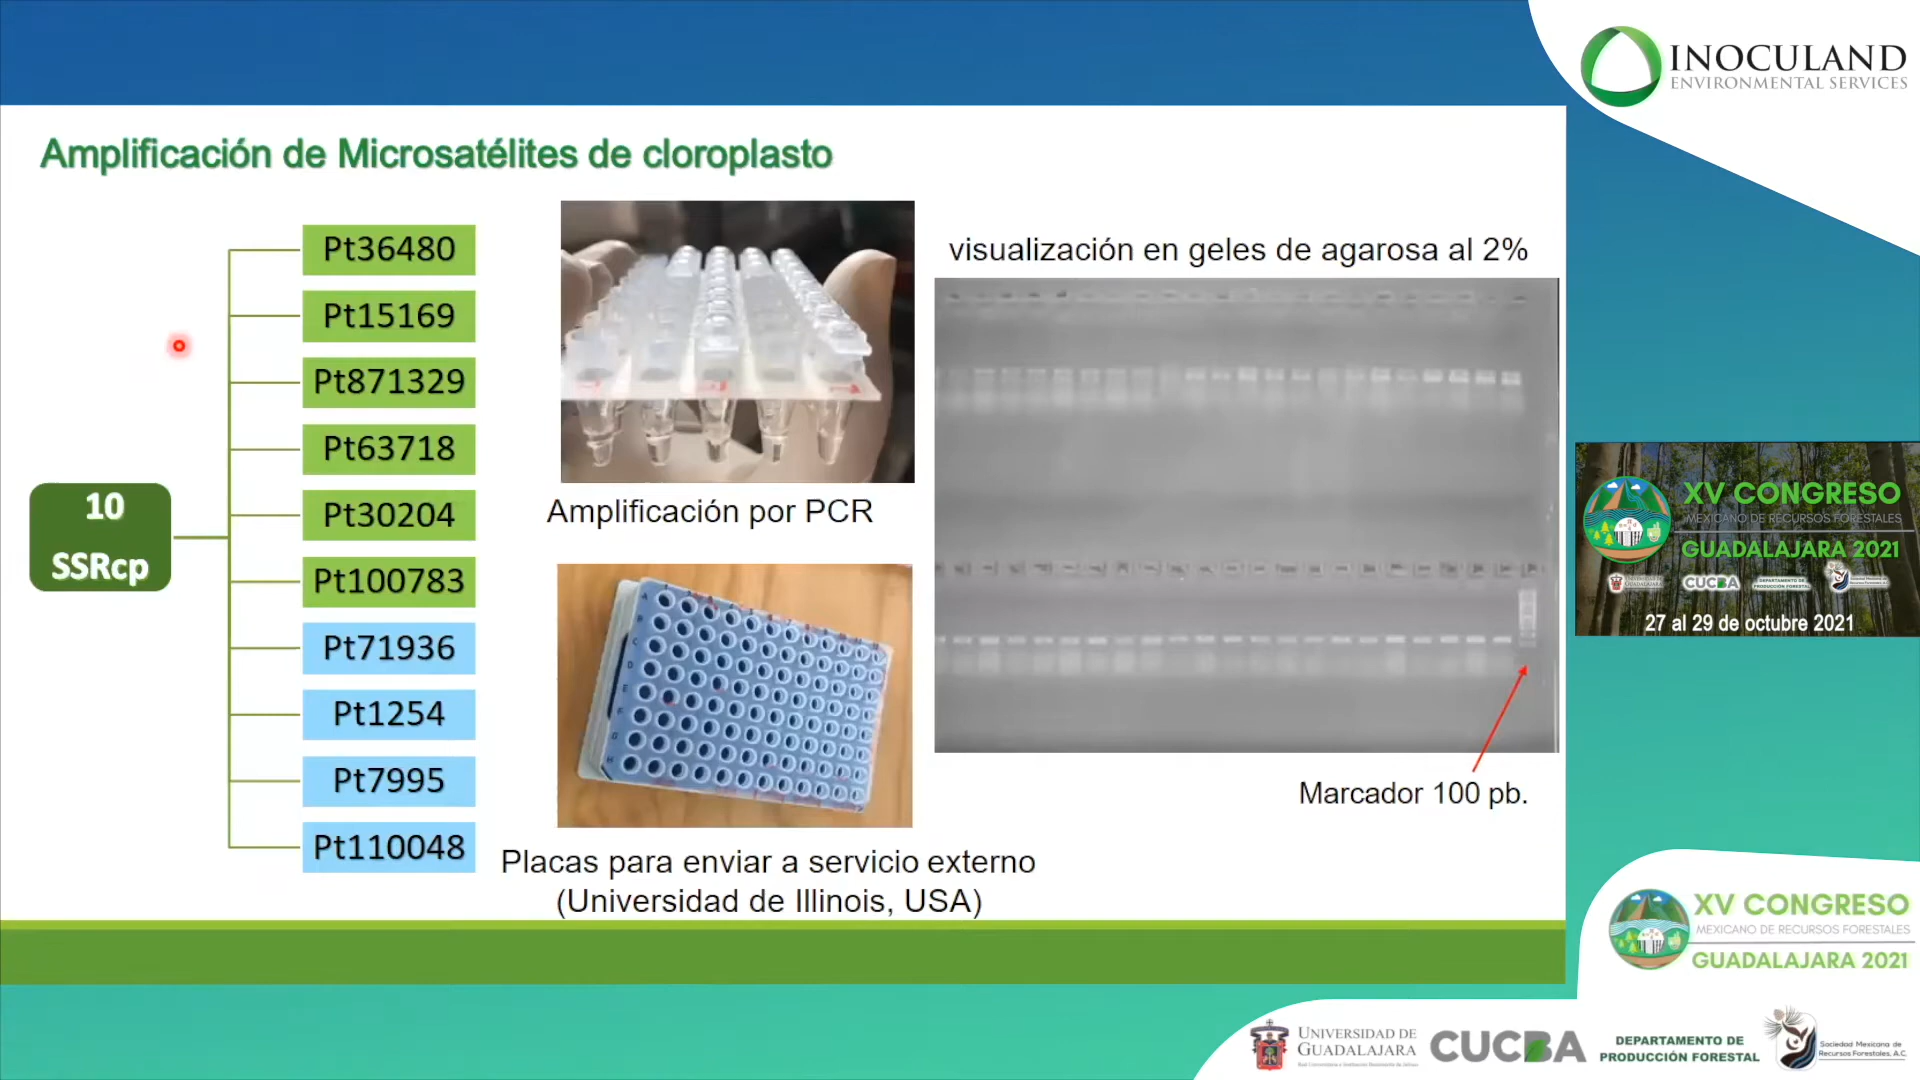 INOCULAND
ENVIRONMENTAL SERVICES
Amplificación de Microsatélites de cloroplasto
10
SSRcp
Pt36480
Pt15169
Pt871329
Pt63718
Pt30204
Pt100783
Pt71936
Pt1254
Pt7995
Pt110048
Amplificación por PCR
Placas para enviar a servicio externo
(Universidad de Illinois, USA)
visualización en geles de agarosa al 2%
Marcador 100 pb.
XV CONGRESO
MEXICANO DE RECURSOS FORESTALES
GUADALAJARA 2021
CUCBA
27 al 29 de octubre 2021
XV CONGRESO
MEXICANO DE RECURSOS FORESTALES
GUADALAJARA 2021
UNIVERSIDAD DE
GUADALAJARA
CUCBA
DEPARTAMENTO DE
PRODUCCIÓN FORESTAL
Sociedad Mexicana de
Recursos Forestales, A.C.